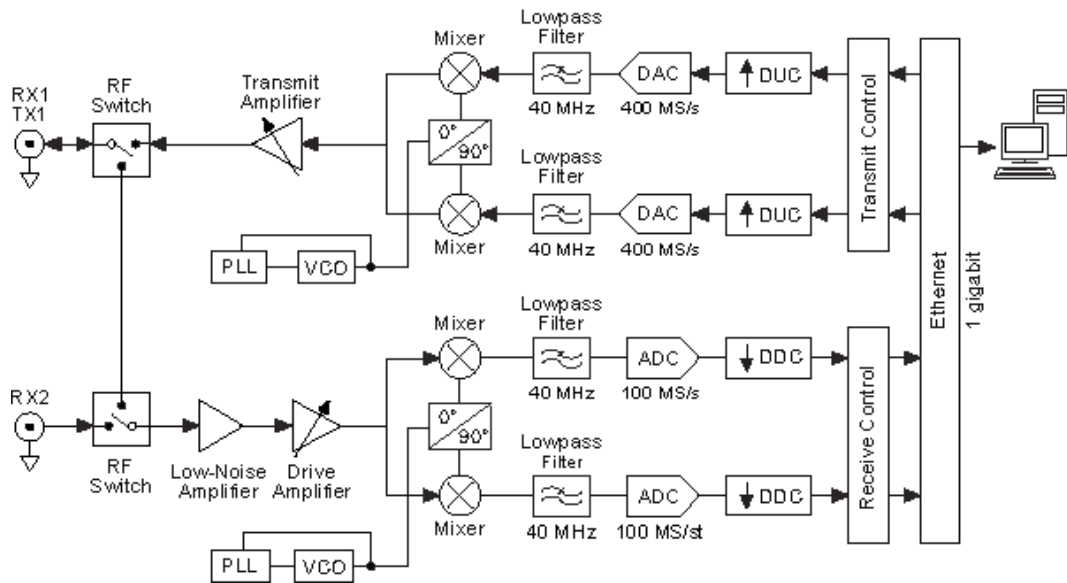 Lowpass
Filter
Mixer
DAC
DUC
40 MHz
400 MS/s
RX1
TX1
RF
Switch
Transmit
Amplifier
0°
90°
Lowpass
Filter
DAC
DUC
40 MHz
400 MS/s
Mixer
Transmit Control
PLL
VCO
Ethernet
1 gigabit
Lowpass
Filter
Mixer
ADC
DDC
40 MHz
100 MS/s
RX2
RF
Switch
Low-Noise
Amplifier
Drive
Amplifier
0°
90°
Lowpass
Filter
ADC
DDC
40 MHz
100 MS/st
Mixer
Receive Control
PLL
VCO